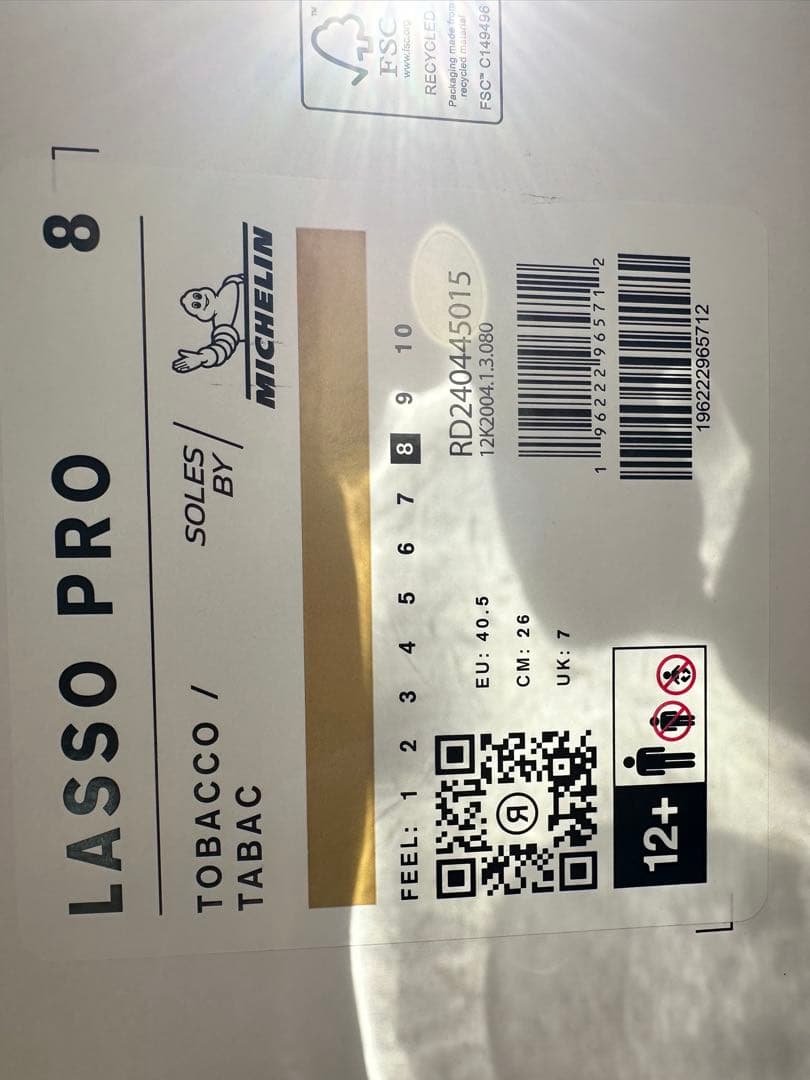 LASSO PRO 8
TOBACCO /
TABAC
SOLES
BY
MICHELIN
FEEL: 1 2 3 4 5 6 7 8 9 10
EU: 40.5
CM: 26
UK: 7
RD240445015
12K2004.1.3.080
1 96222 96571 2
196222965712
12+
TM
FSC
www.fsc.org
RECYCLED
Packaging made from
recycled material
FSC™ C149496